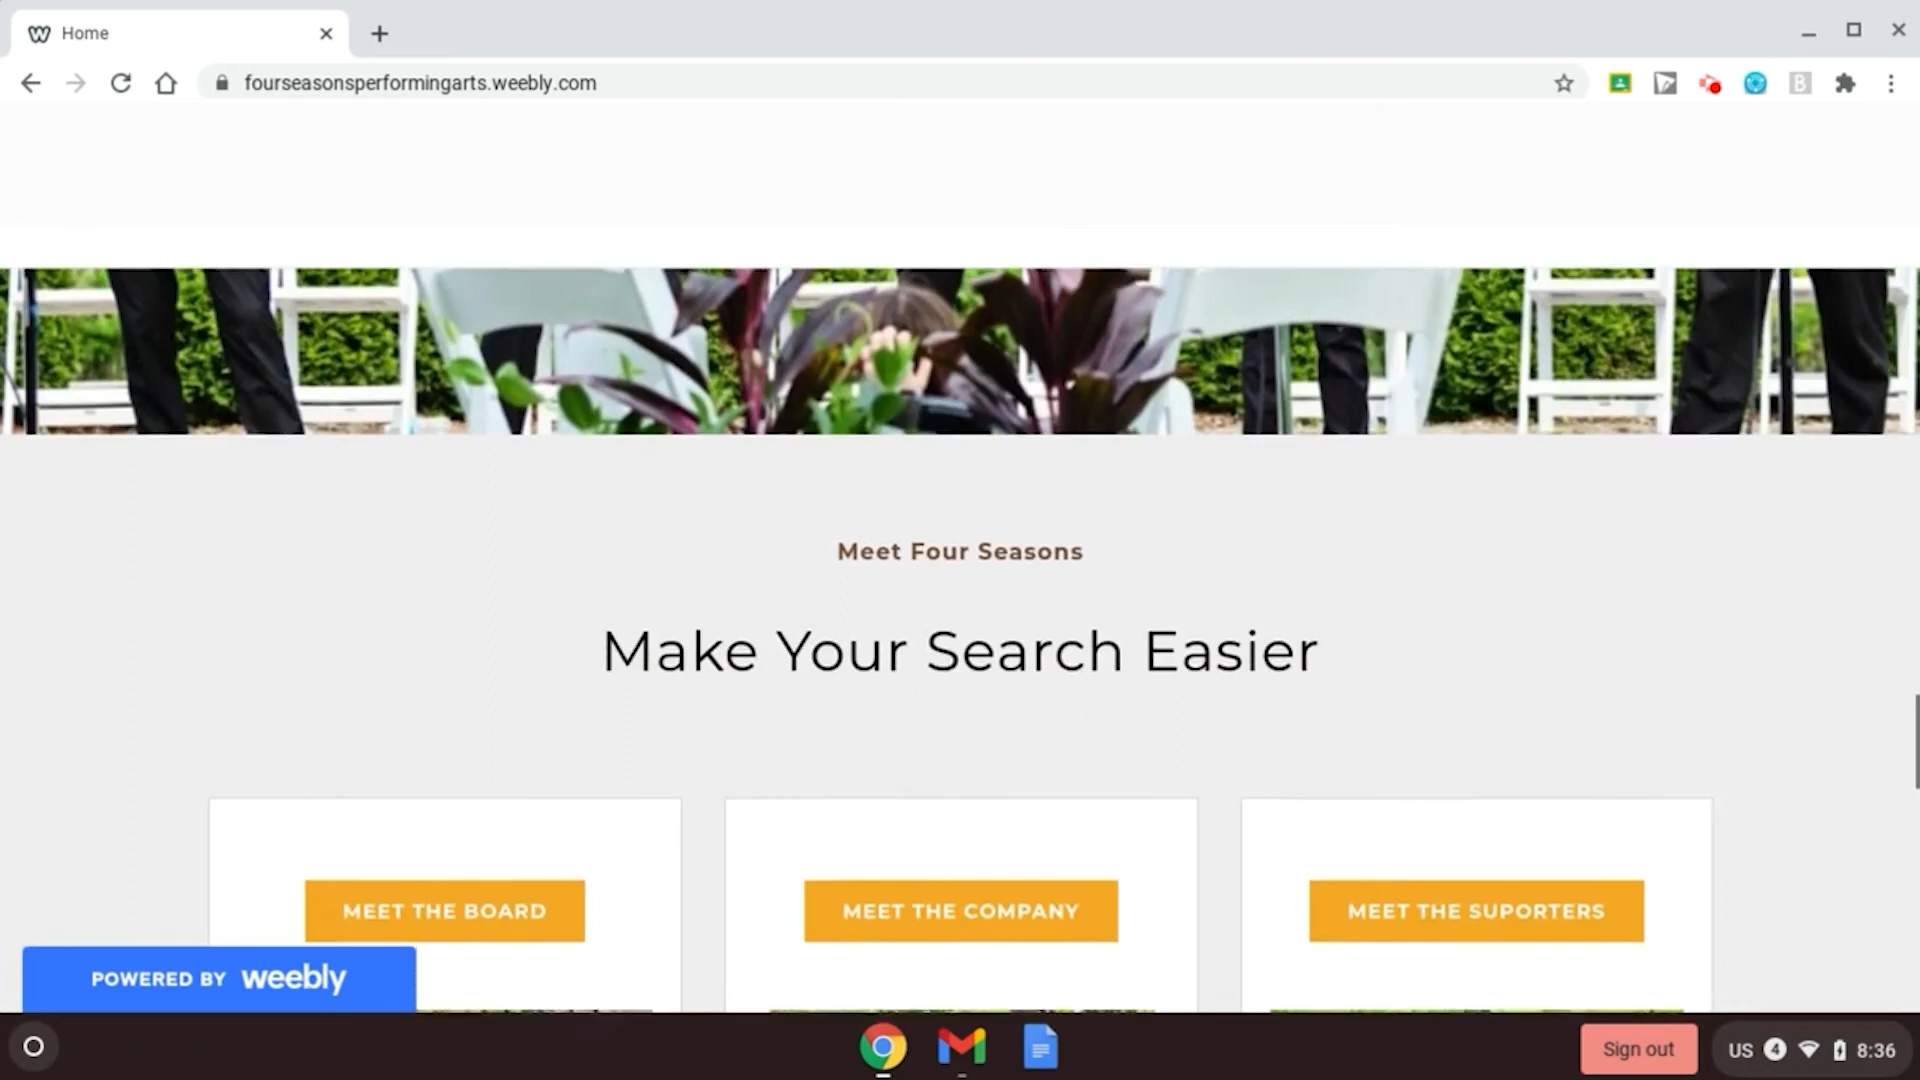 Home
fourseasonsperformingarts.weebly.com
Meet Four Seasons
Make Your Search Easier
MEET THE BOARD
MEET THE COMPANY
MEET THE SUPORTERS
POWERED BY weebly
Sign out
US 4 8:36